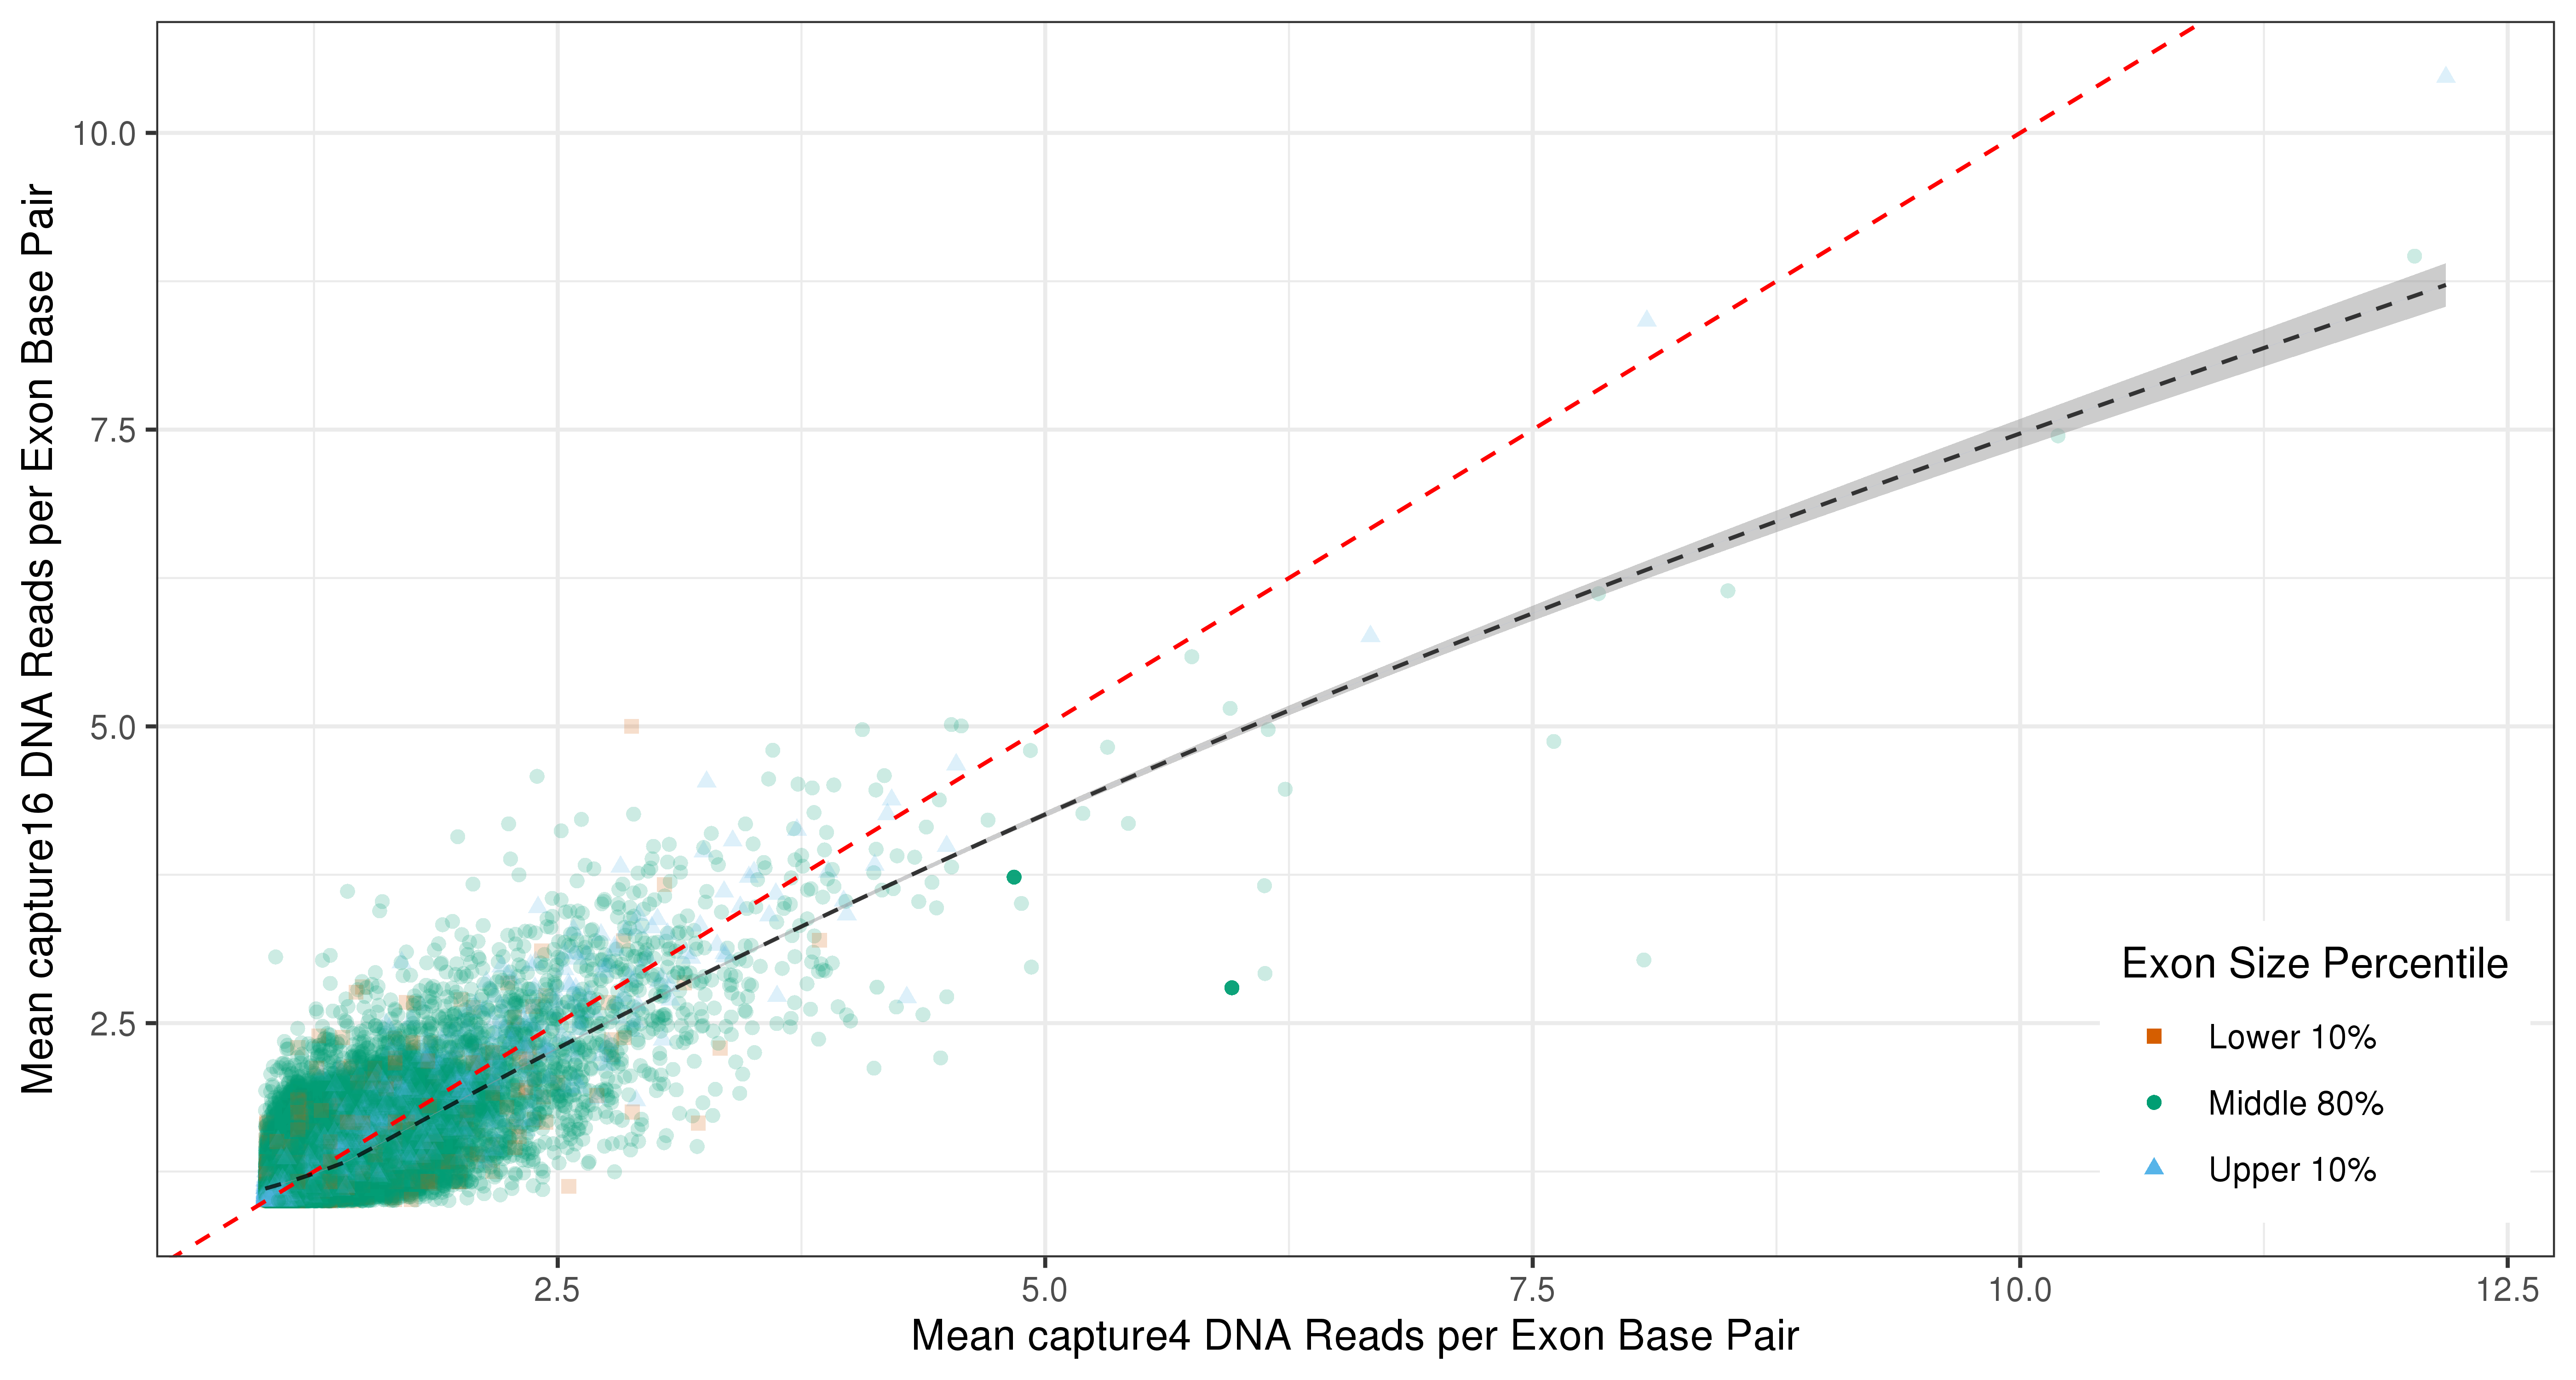 Mean capture16 DNA Reads per Exon Base Pair
10.0
7.5
5.0
2.5
2.5
5.0
7.5
10.0
12.5
Mean capture4 DNA Reads per Exon Base Pair
Exon Size Percentile
Lower 10%
Middle 80%
Upper 10%